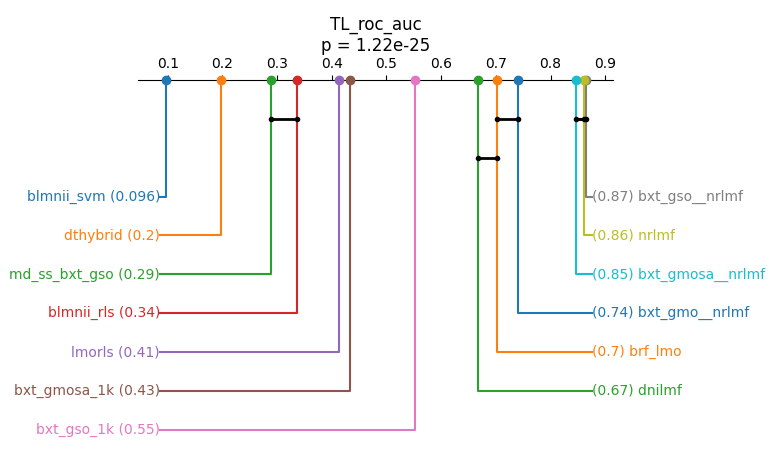 TL_roc_auc
p = 1.22e-25
0.1 0.2 0.3 0.4 0.5 0.6 0.7 0.8 0.9
blmnii_svm (0.096)
(0.87) bxt_gso__nrlmf
dthybrid (0.2)
(0.86) nrlmf
md_ss_bxt_gso (0.29)
(0.85) bxt_gmosa__nrlmf
blmnii_rls (0.34)
(0.74) bxt_gmo__nrlmf
lmorls (0.41)
(0.7) brf_lmo
bxt_gmosa_1k (0.43)
(0.67) dnilmf
bxt_gso_1k (0.55)